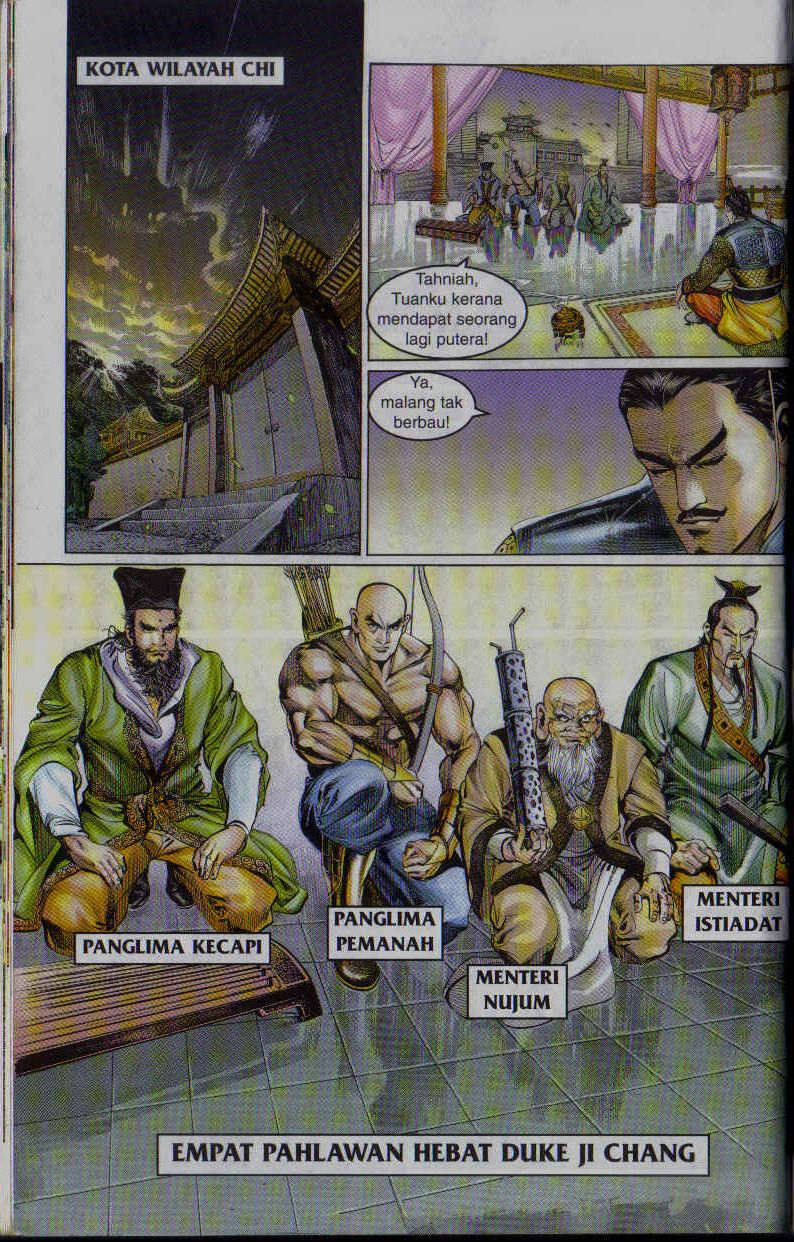 KOTA WILAYAH CHI
Tahniah,
Tuanku kerana
mendapat seorang
lagi putera!
Ya,
malang tak
berbau!
PANGLIMA KECAPI
PANGLIMA
PEMANAH
MENTERI
NUJUM
MENTERI
ISTIADAT
EMPAT PAHLAWAN HEBAT DUKE JI CHANG